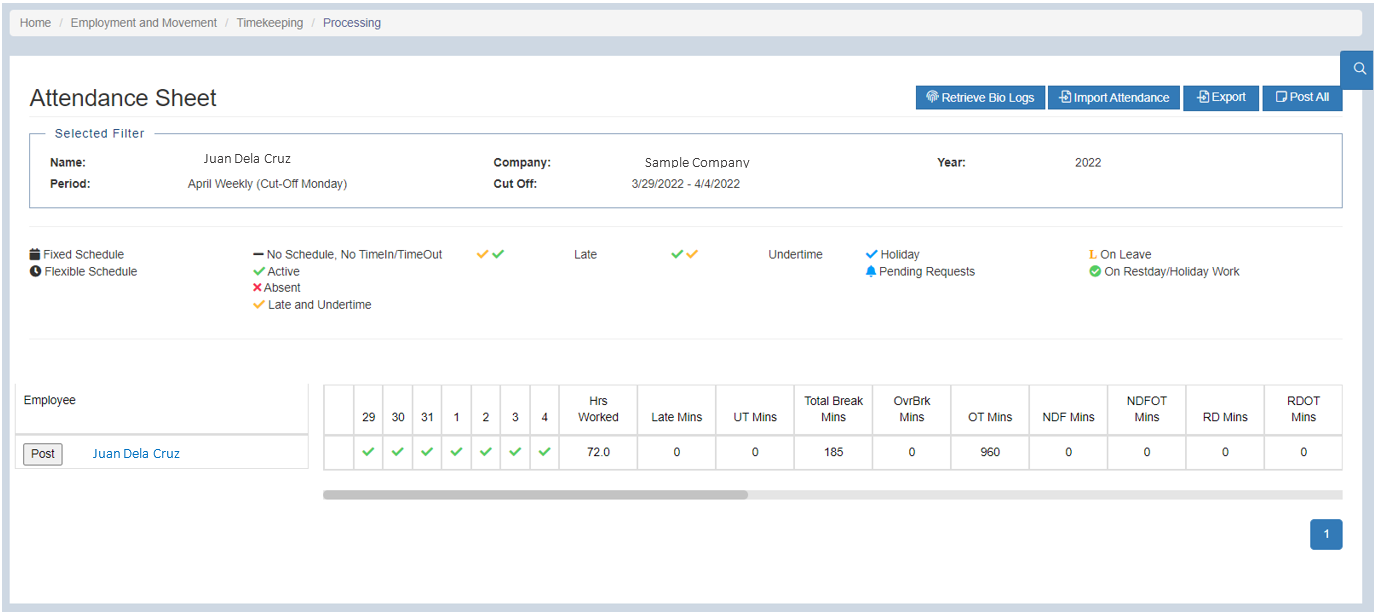 Home / Employment and Movement / Timekeeping / Processing
Attendance Sheet
Retrieve Bio Logs Import Attendance Export Post All
Selected Filter
Name: Juan Dela Cruz Company: Sample Company Year: 2022
Period: April Weekly (Cut-Off Monday) Cut Off: 3/29/2022 - 4/4/2022
Fixed Schedule No Schedule, No TimeIn/TimeOut Late Undertime Holiday L On Leave
Flexible Schedule Active Pending Requests On Restday/Holiday Work
Absent
Late and Undertime
Employee 29 30 31 1 2 3 4 Hrs Worked Late Mins UT Mins Total Break Mins OvrBrk Mins OT Mins NDF Mins NDFOT Mins RD Mins RDOT Mins
Post Juan Dela Cruz 72.0 0 0 185 0 960 0 0 0 0
1